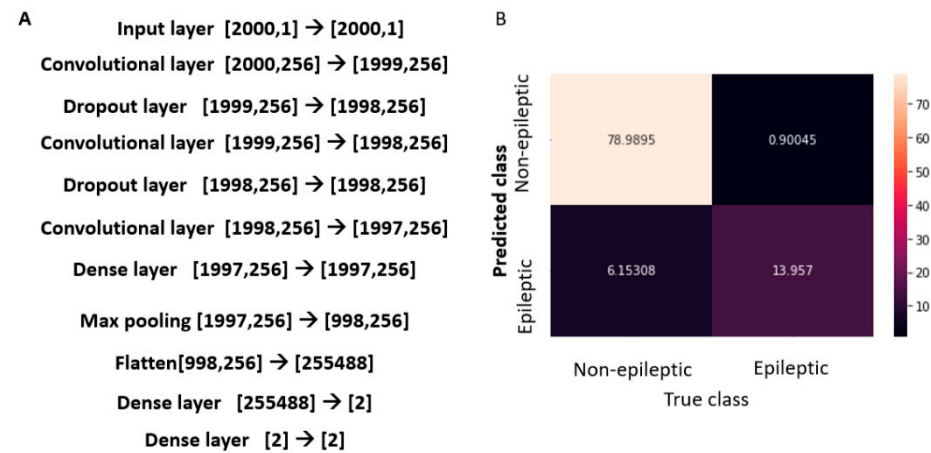 A
Input layer [2000,1] → [2000,1]
Convolutional layer [2000,256] → [1999,256]
Dropout layer [1999,256] → [1998,256]
Convolutional layer [1999,256] → [1998,256]
Dropout layer [1998,256] → [1998,256]
Convolutional layer [1998,256] → [1997,256]
Dense layer [1997,256] → [1997,256]
Max pooling [1997,256] → [998,256]
Flatten[998,256] → [255488]
Dense layer [255488] → [2]
Dense layer [2] → [2]
B
Predicted class
Non-epileptic
Epileptic
78.9895
0.90045
6.15308
13.957
70
60
50
40
30
20
10
Non-epileptic
Epileptic
True class